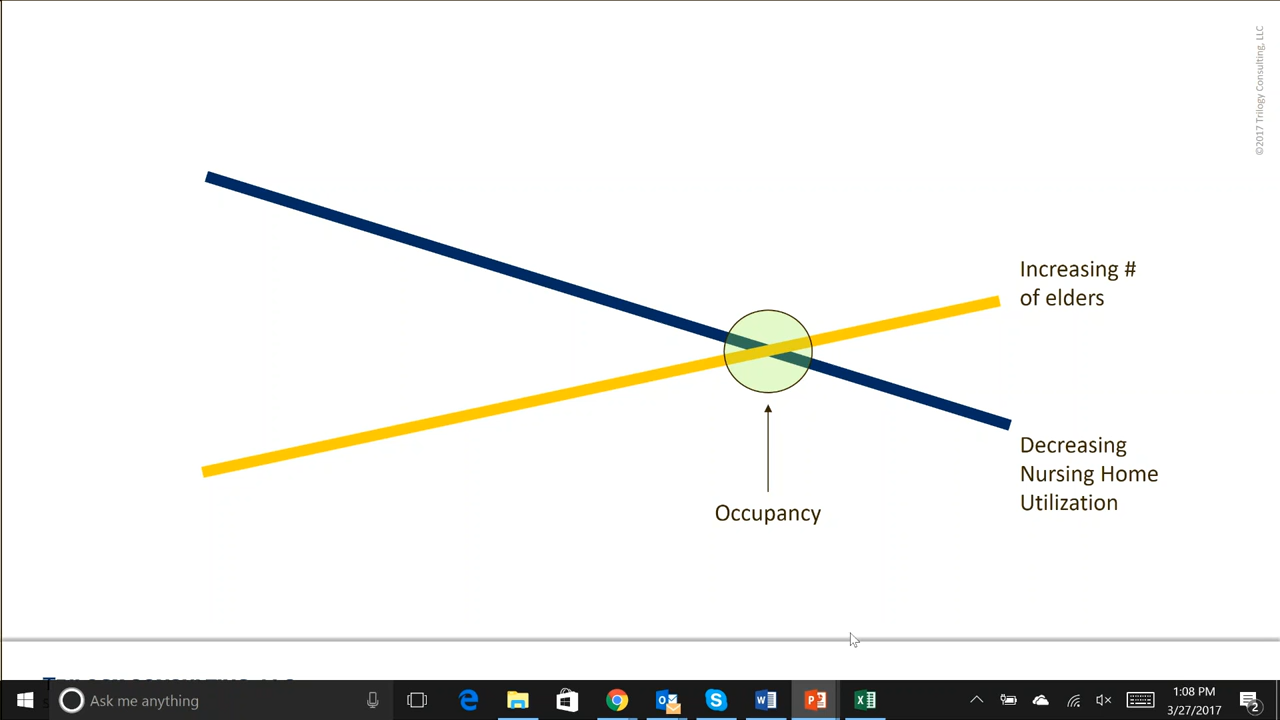 ©2017 Trilogy Consulting, LLC
Increasing #
of elders
Decreasing
Nursing Home
Utilization
Occupancy
Ask me anything
1:08 PM
3/27/2017
2